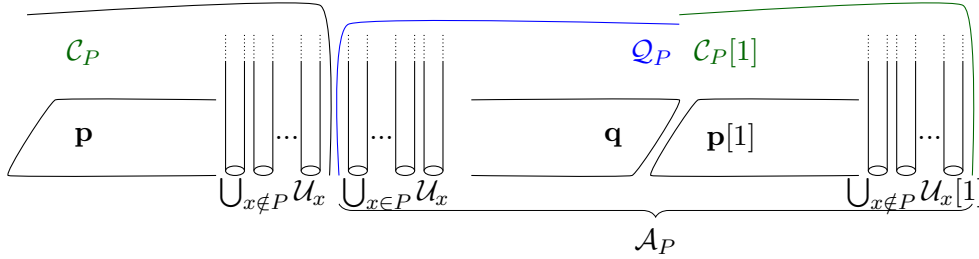 𝒞_P 𝒬_P 𝒞_P[1]
𝐩 ... ... 𝐪 𝐩[1] ...
⋃_{x∉P} 𝒰_x ⋃_{x∈P} 𝒰_x ⋃_{x∉P} 𝒰_x[1]
𝒜_P